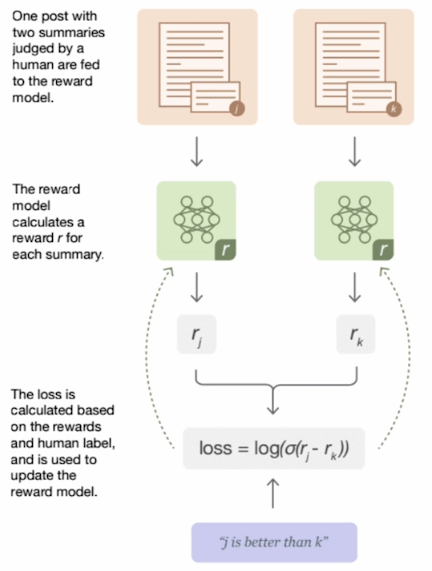 One post with
two summaries
judged by a
human are fed
to the reward
model.
j
k
The reward
model
calculates a
reward r for
each summary.
r
r
r_j
r_k
The loss is
calculated based
on the rewards
and human label,
and is used to
update the
reward model.
loss = log(σ(r_j - r_k))
"j is better than k"